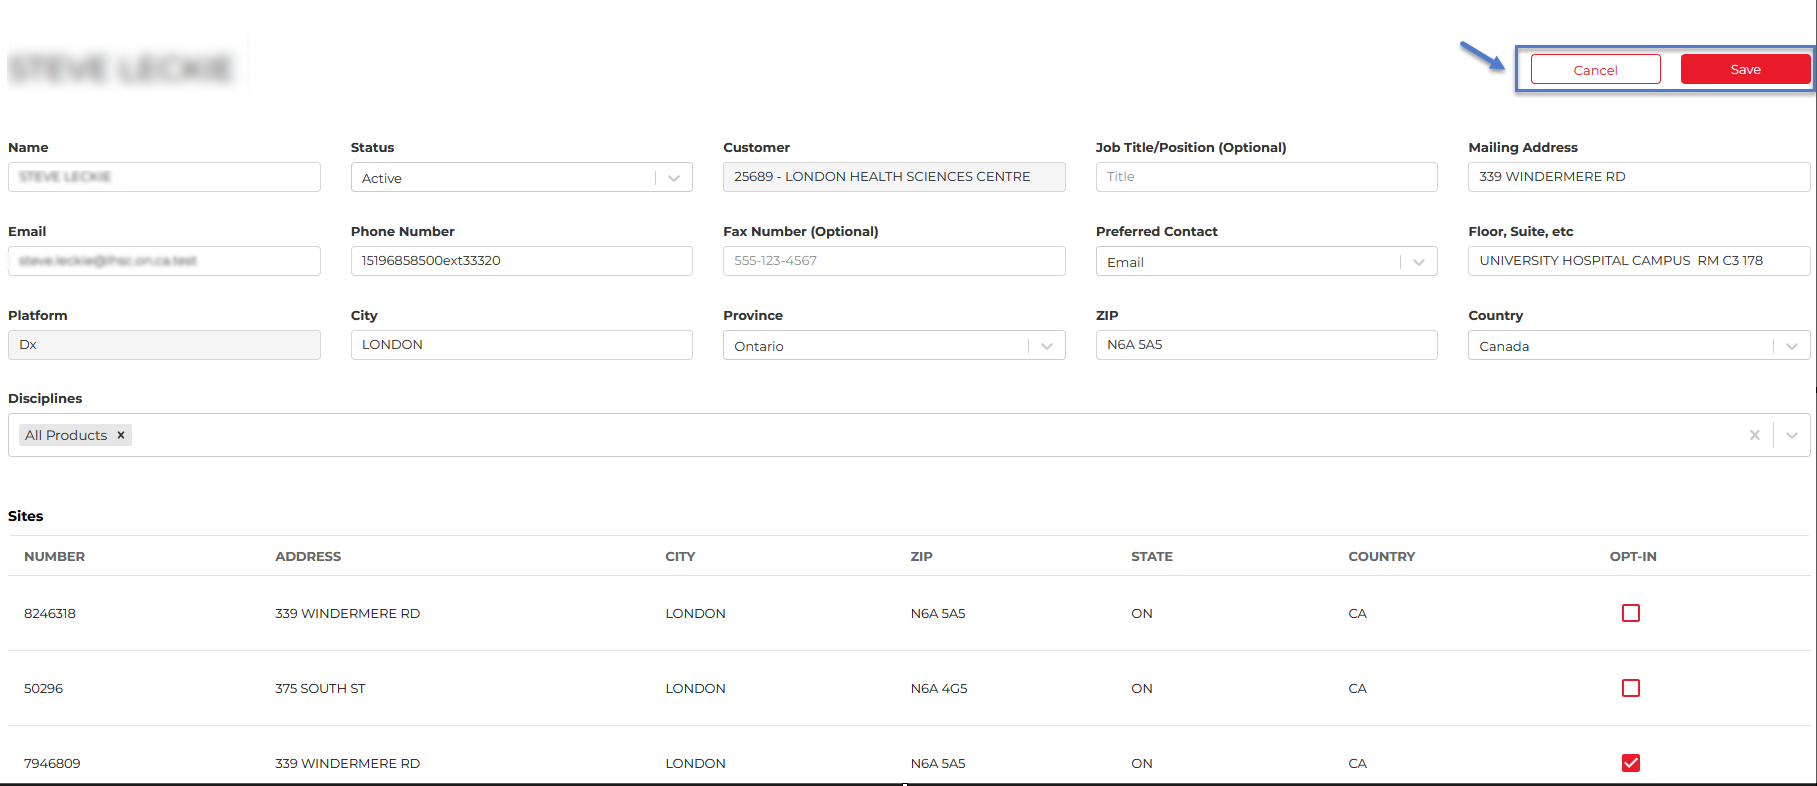 Cancel
Save
Name
Status
Customer
Job Title/Position (Optional)
Mailing Address
Active
25689 - LONDON HEALTH SCIENCES CENTRE
Title
339 WINDERMERE RD
Email
Phone Number
Fax Number (Optional)
Preferred Contact
Floor, Suite, etc
15196858500ext33320
555-123-4567
Email
UNIVERSITY HOSPITAL CAMPUS  RM C3 178
Platform
City
Province
ZIP
Country
Dx
LONDON
Ontario
N6A 5A5
Canada
Disciplines
All Products ×
Sites
NUMBER ADDRESS CITY ZIP STATE COUNTRY OPT-IN
8246318 339 WINDERMERE RD LONDON N6A 5A5 ON CA
50296 375 SOUTH ST LONDON N6A 4G5 ON CA
7946809 339 WINDERMERE RD LONDON N6A 5A5 ON CA